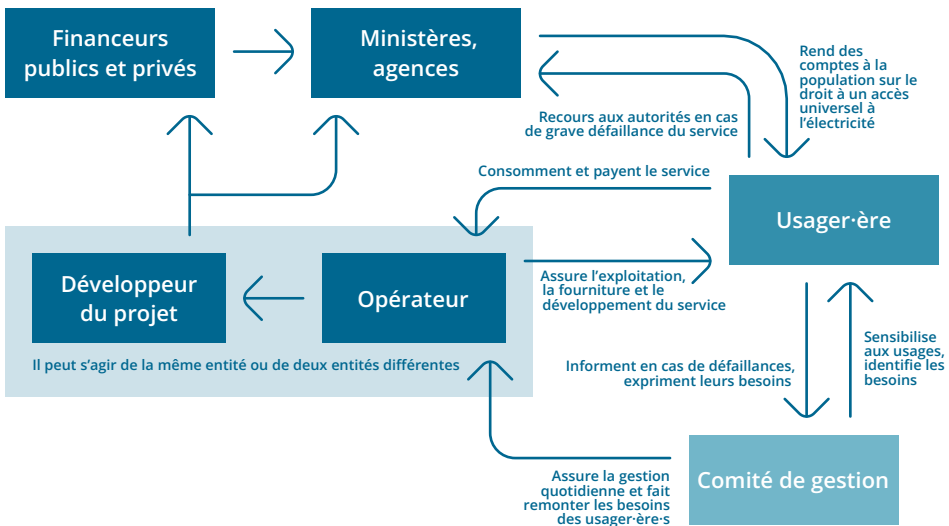 Financeurs
publics et privés
Ministères,
agences
Rend des
comptes à la
population sur le
droit à un accès
universel à
l'électricité
Recours aux autorités en cas
de grave défaillance du service
Consomment et payent le service
Usager·ère
Développeur
du projet
Opérateur
Assure l'exploitation,
la fourniture et le
développement du service
Il peut s'agir de la même entité ou de deux entités différentes
Informent en cas de défaillances,
expriment leurs besoins
Sensibilise
aux usages,
identifie les
besoins
Assure la gestion
quotidienne et fait
remonter les besoins
des usager·ère·s
Comité de gestion